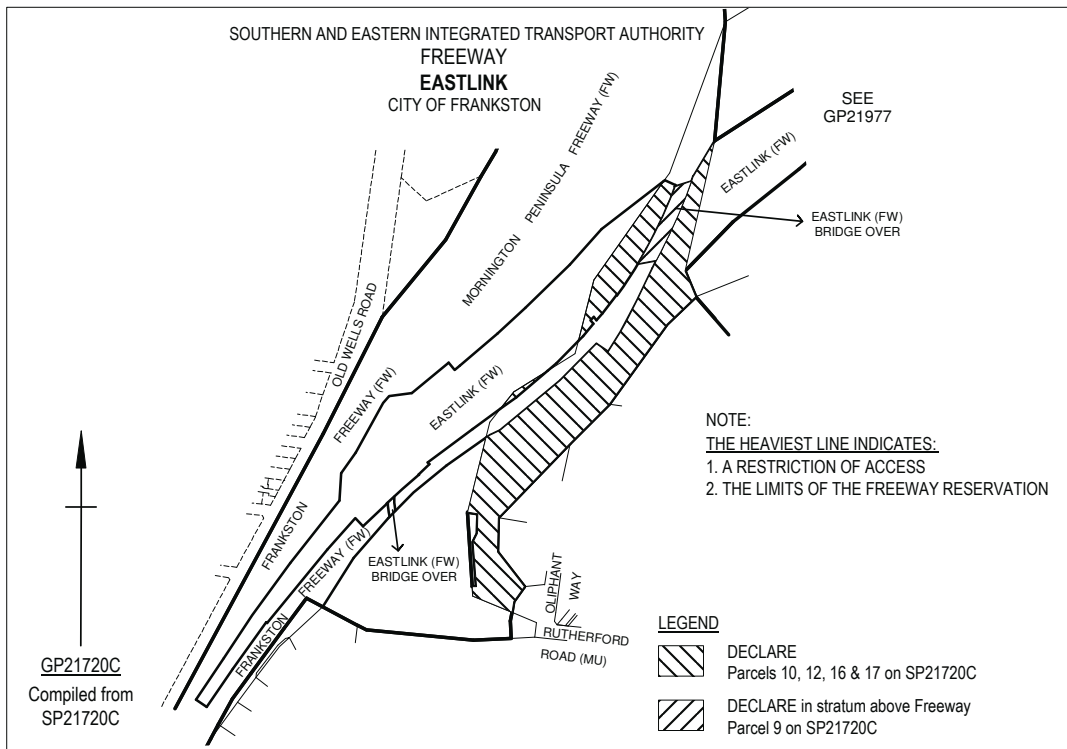 SOUTHERN AND EASTERN INTEGRATED TRANSPORT AUTHORITY
FREEWAY
EASTLINK
CITY OF FRANKSTON
SEE
GP21977
MORNINGTON PENINSULA FREEWAY (FW)
EASTLINK (FW)
EASTLINK (FW)
BRIDGE OVER
OLD WELLS ROAD
FREEWAY (FW)
EASTLINK (FW)
NOTE:
THE HEAVIEST LINE INDICATES:
1. A RESTRICTION OF ACCESS
2. THE LIMITS OF THE FREEWAY RESERVATION
FRANKSTON
FREEWAY (FW)
EASTLINK (FW)
BRIDGE OVER
OLIPHANT
WAY
FRANKSTON
RUTHERFORD
ROAD (MU)
GP21720C
Compiled from
SP21720C
LEGEND
DECLARE
Parcels 10, 12, 16 & 17 on SP21720C
DECLARE in stratum above Freeway
Parcel 9 on SP21720C